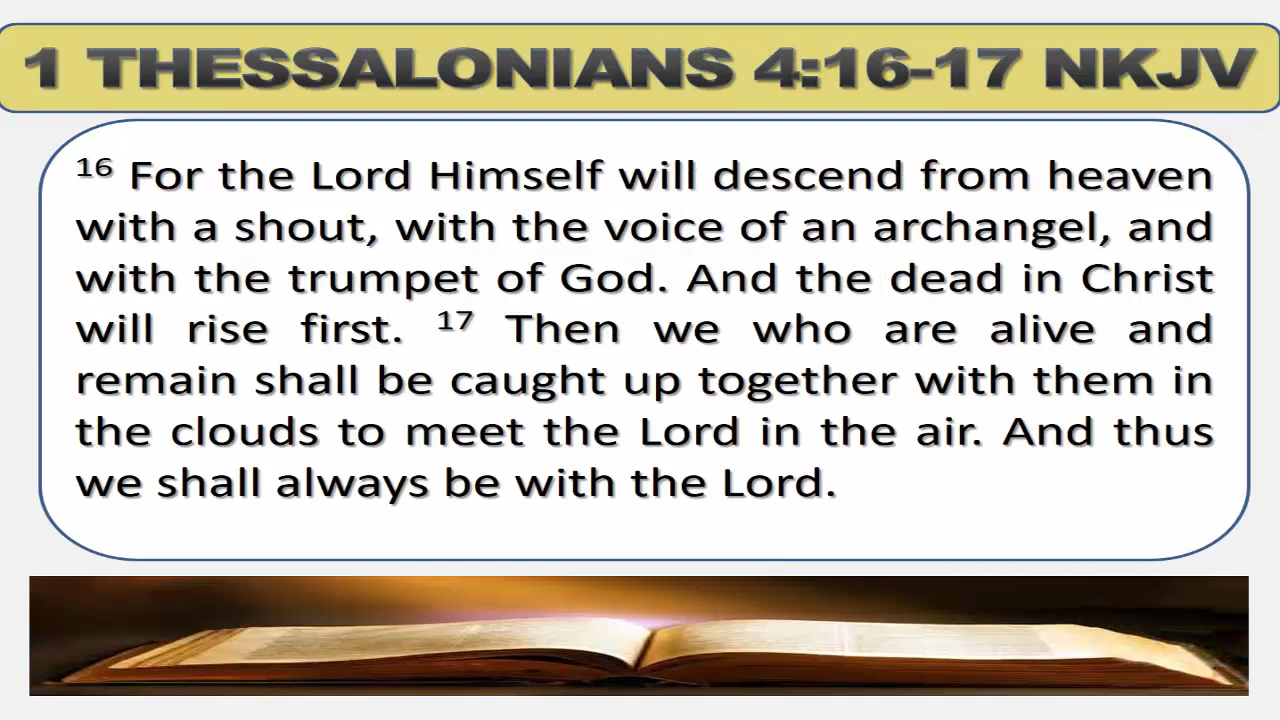 1 THESSALONIANS 4:16-17 NKJV
16 For the Lord Himself will descend from heaven
with a shout, with the voice of an archangel, and
with the trumpet of God. And the dead in Christ
will rise first. 17 Then we who are alive and
remain shall be caught up together with them in
the clouds to meet the Lord in the air. And thus
we shall always be with the Lord.